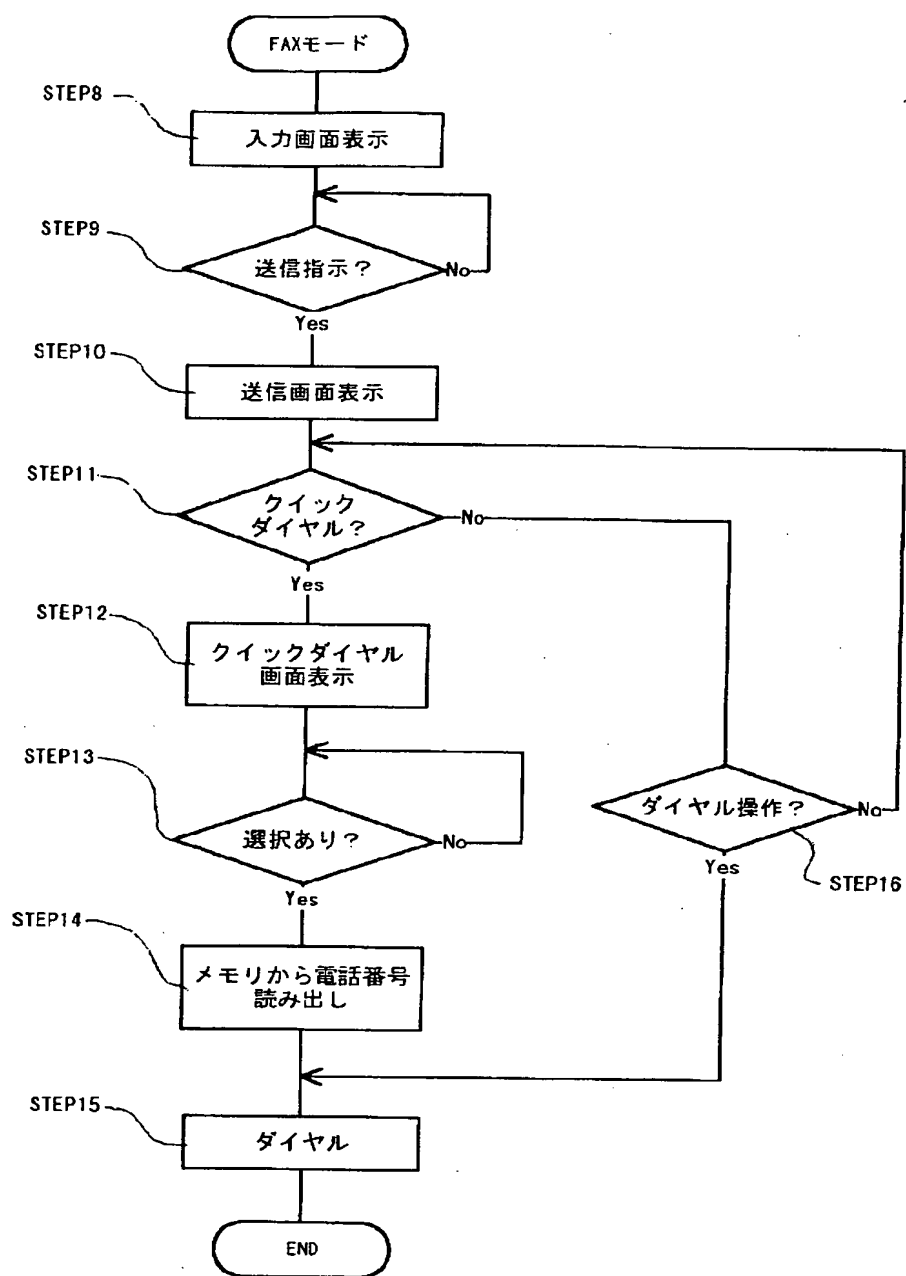 FAXモード
STEP8
入力画面表示
STEP9
送信指示?
No
Yes
STEP10
送信画面表示
STEP11
クイック
ダイヤル?
No
Yes
STEP12
クイックダイヤル
画面表示
STEP13
選択あり?
No
Yes
ダイヤル操作?
No
Yes
STEP16
STEP14
メモリから電話番号
読み出し
STEP15
ダイヤル
END